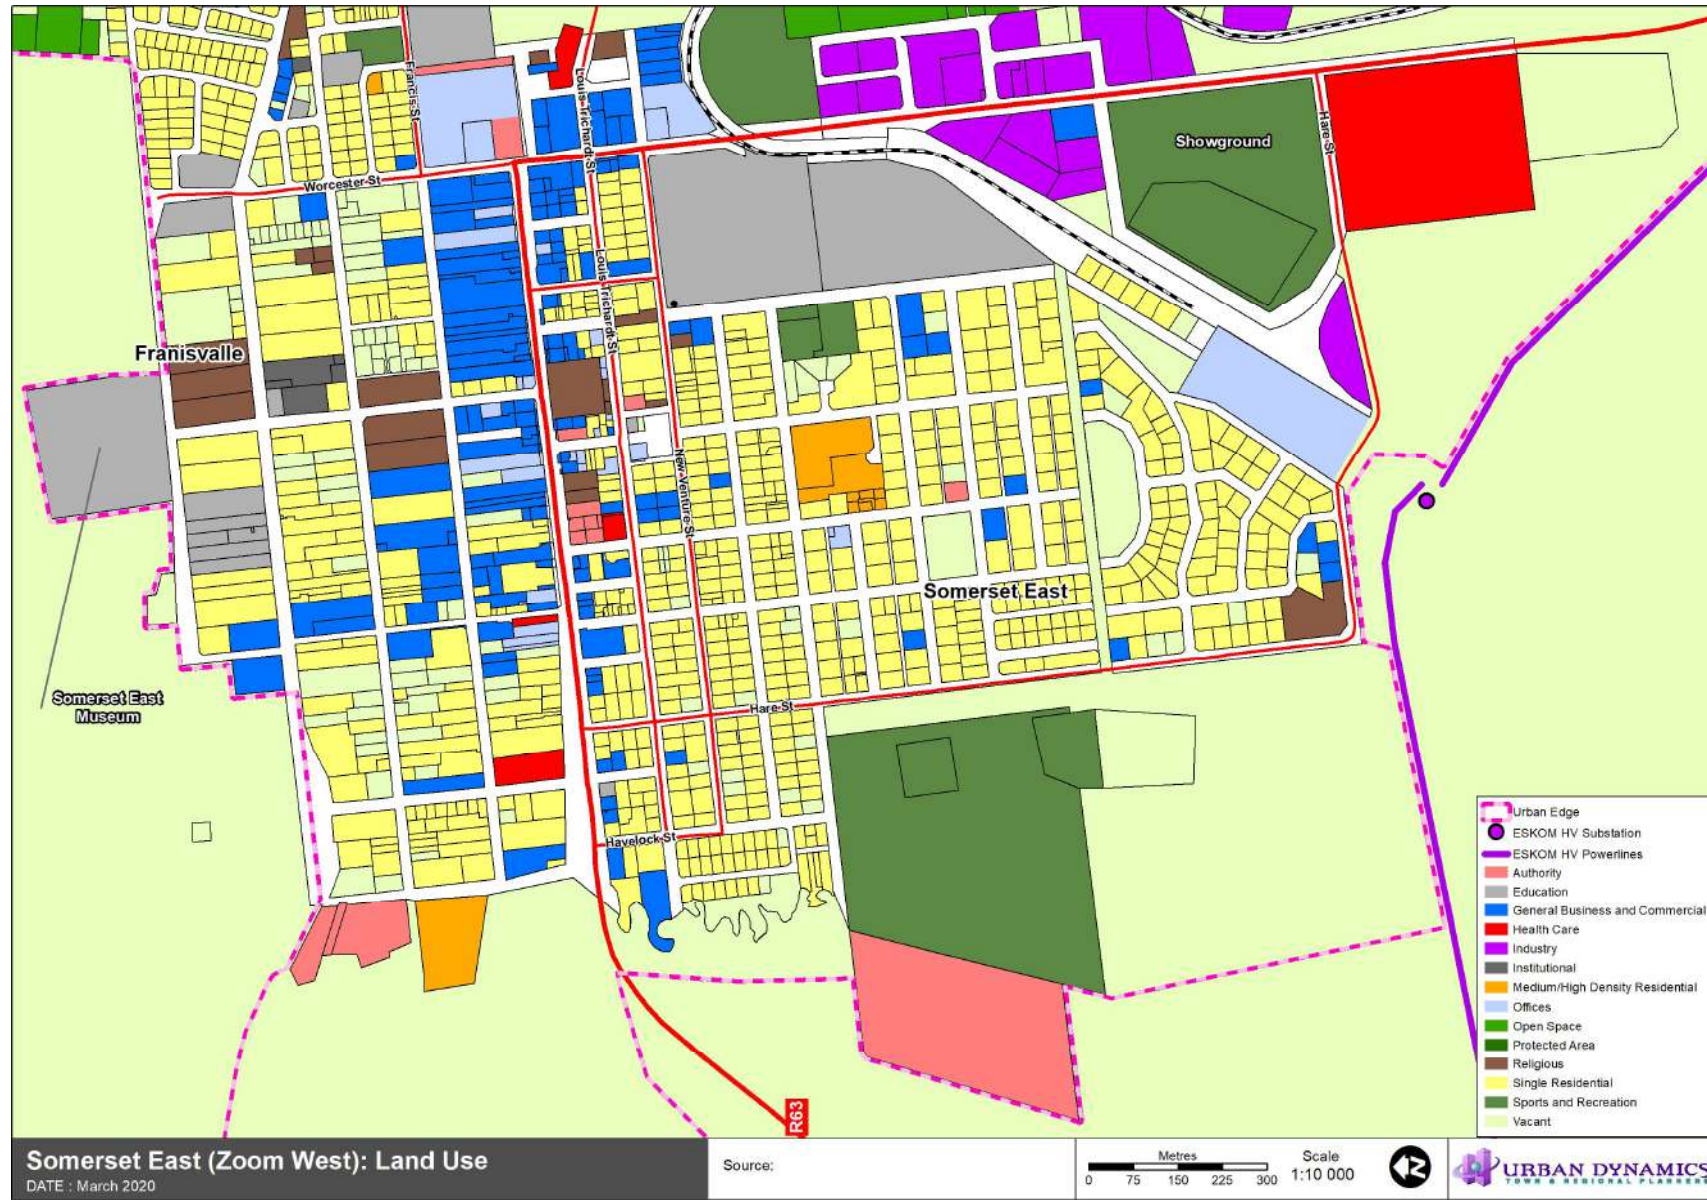 Francis St
Louis Trichardt St
Worcester St
Showground
Hare St
Louis Trichardt St
Franisvalle
New Venture St
Somerset East
Somerset East
Museum
Hare St
Havelock St
R63
Urban Edge
ESKOM HV Substation
ESKOM HV Powerlines
Authority
Education
General Business and Commercial
Health Care
Industry
Institutional
Medium/High Density Residential
Offices
Open Space
Protected Area
Religious
Single Residential
Sports and Recreation
Vacant
Somerset East (Zoom West): Land Use
DATE : March 2020
Source:
Metres
0 75 150 225 300
Scale
1:10 000
N
URBAN DYNAMICS
TOWN & REGIONAL PLANNERS